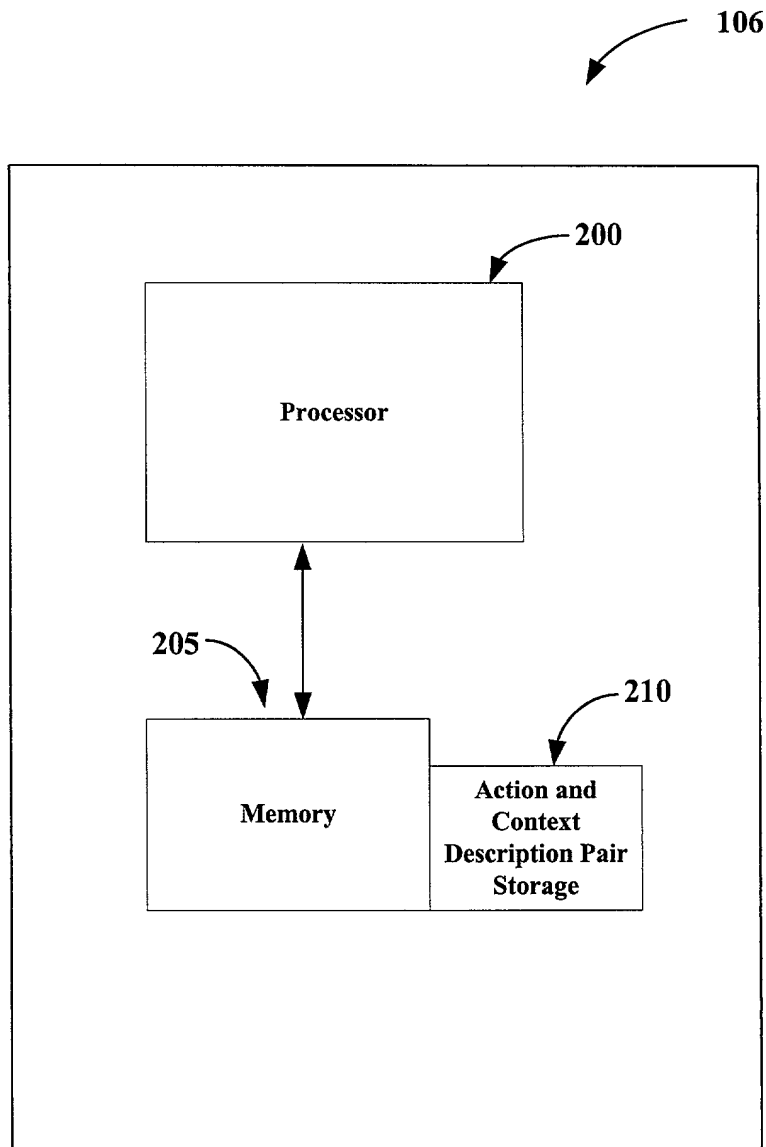 106
200
Processor
205
210
Memory
Action and
Context
Description Pair
Storage